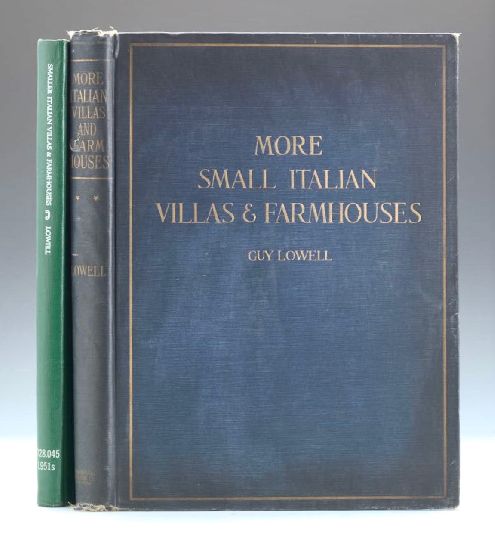 SMALLER ITALIAN VILLAS & FARMHOUSES LOWELL
728.045
L951s
MORE
ITALIAN
VILLAS
AND
FARM
HOUSES
LOWELL
MORE
SMALL ITALIAN
VILLAS & FARMHOUSES
GUY LOWELL